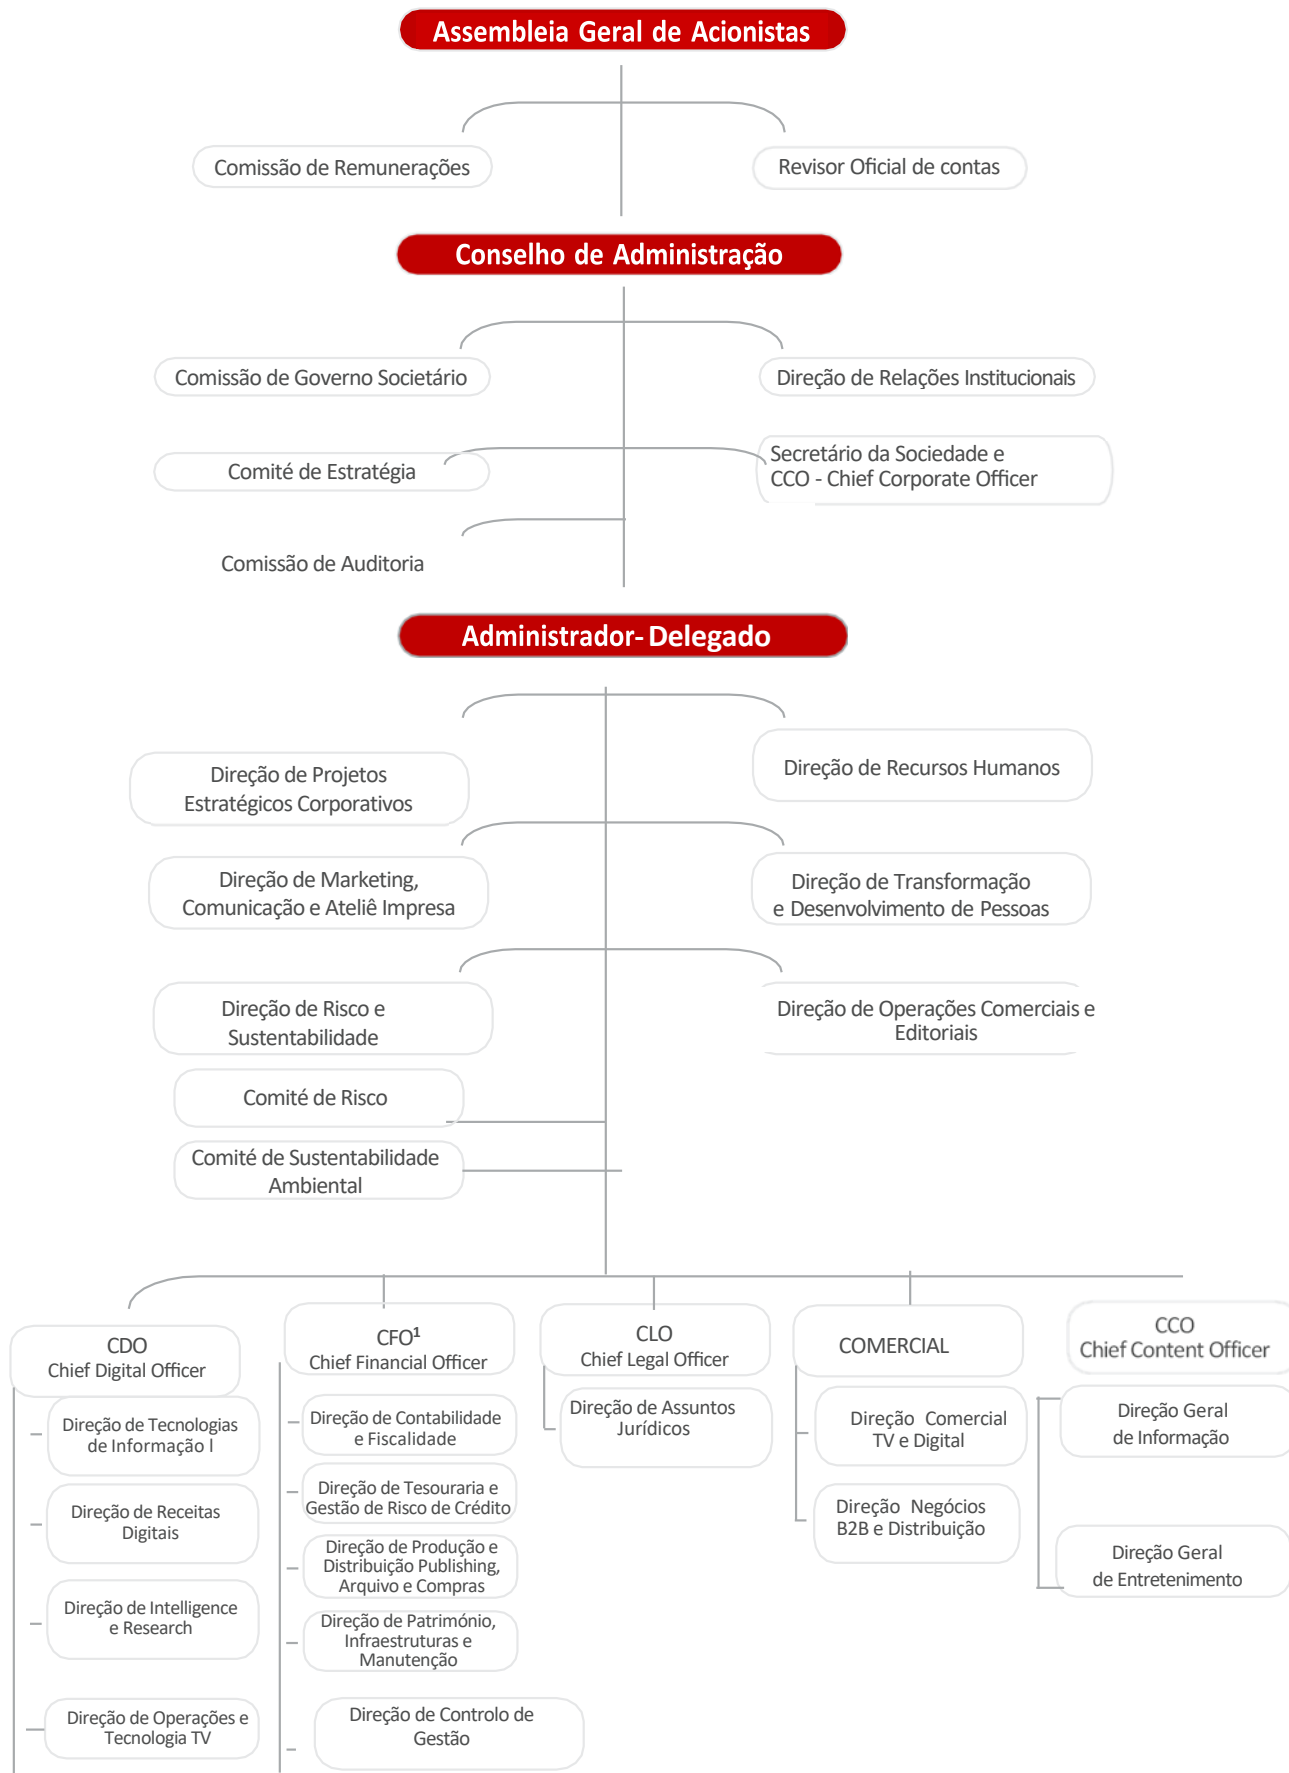 Assembleia Geral de Acionistas
Comissão de Remunerações
Revisor Oficial de contas
Conselho de Administração
Comissão de Governo Societário
Direção de Relações Institucionais
Comité de Estratégia
Secretário da Sociedade e
CCO - Chief Corporate Officer
Comissão de Auditoria
Administrador- Delegado
Direção de Projetos
Estratégicos Corporativos
Direção de Recursos Humanos
Direção de Marketing,
Comunicação e Ateliê Impresa
Direção de Transformação
e Desenvolvimento de Pessoas
Direção de Risco e
Sustentabilidade
Direção de Operações Comerciais e
Editoriais
Comité de Risco
Comité de Sustentabilidade
Ambiental
CDO
Chief Digital Officer
Direção de Tecnologias
de Informação I
Direção de Receitas
Digitais
Direção de Intelligence
e Research
Direção de Operações e
Tecnologia TV
CFO¹
Chief Financial Officer
Direção de Contabilidade
e Fiscalidade
Direção de Tesouraria e
Gestão de Risco de Crédito
Direção de Produção e
Distribuição Publishing,
Arquivo e Compras
Direção de Património,
Infraestruturas e
Manutenção
Direção de Controlo de
Gestão
CLO
Chief Legal Officer
Direção de Assuntos
Jurídicos
COMERCIAL
Direção Comercial
TV e Digital
Direção Negócios
B2B e Distribuição
CCO
Chief Content Officer
Direção Geral
de Informação
Direção Geral
de Entretenimento